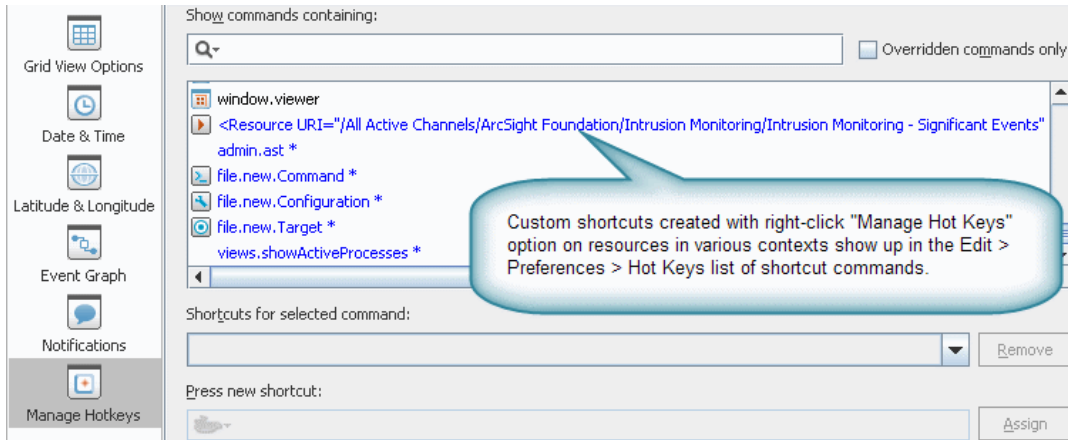 Grid View Options
Date & Time
Latitude & Longitude
Event Graph
Notifications
Manage Hotkeys
Show commands containing:
Overridden commands only
window.viewer
<Resource URI="/All Active Channels/ArcSight Foundation/Intrusion Monitoring/Intrusion Monitoring - Significant Events"
admin.ast *
file.new.Command *
file.new.Configuration *
file.new.Target *
views.showActiveProcesses *
Custom shortcuts created with right-click "Manage Hot Keys"
option on resources in various contexts show up in the Edit >
Preferences > Hot Keys list of shortcut commands.
Shortcuts for selected command:
Remove
Press new shortcut:
Assign